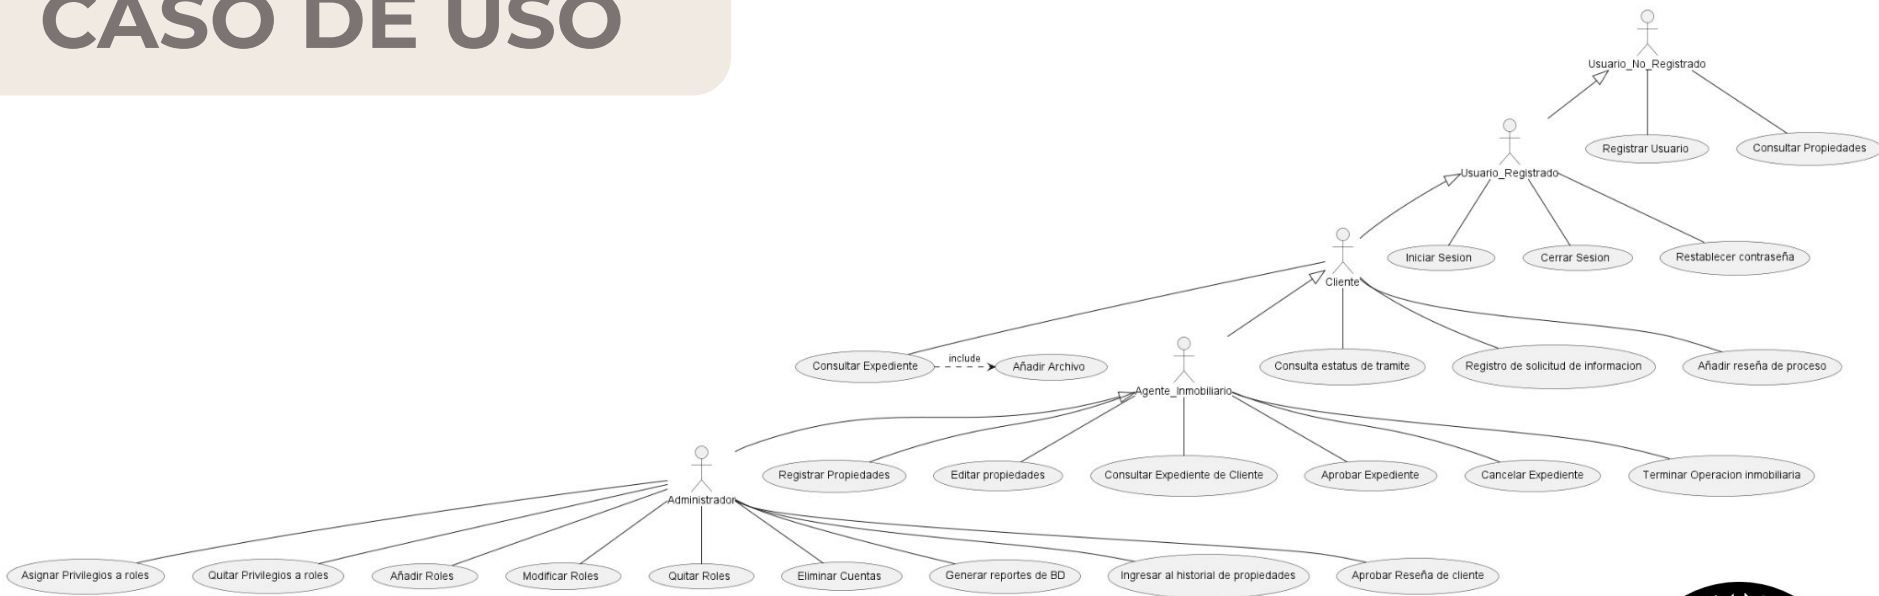 CASO DE USO
Usuario_No_Registrado
Registrar Usuario
Consultar Propiedades
Usuario_Registrado
Iniciar Sesion
Cerrar Sesion
Restablecer contraseña
Cliente
Consultar Expediente
include
Añadir Archivo
Consulta estatus de tramite
Registro de solicitud de informacion
Añadir reseña de proceso
Agente_Inmobiliario
Registrar Propiedades
Editar propiedades
Consultar Expediente de Cliente
Aprobar Expediente
Cancelar Expediente
Terminar Operacion inmobiliaria
Administrador
Asignar Privilegios a roles
Quitar Privilegios a roles
Añadir Roles
Modificar Roles
Quitar Roles
Eliminar Cuentas
Generar reportes de BD
Ingresar al historial de propiedades
Aprobar Reseña de cliente